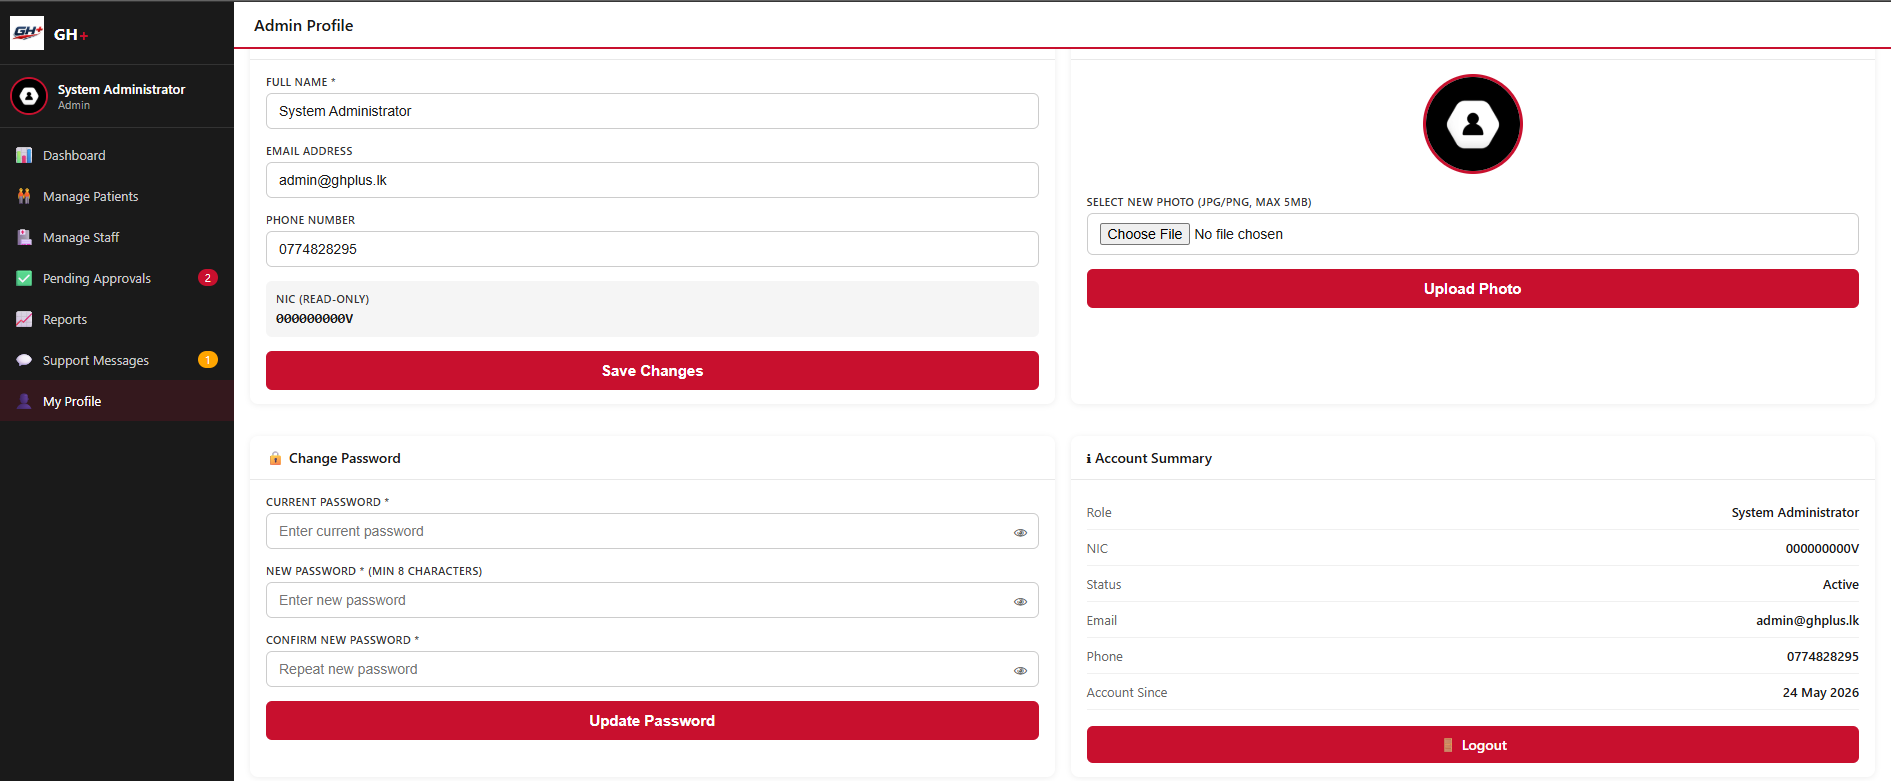 GH+
GH+
System Administrator
Admin
Dashboard
Manage Patients
Manage Staff
Pending Approvals 2
Reports
Support Messages 1
My Profile
Admin Profile
FULL NAME *
System Administrator
EMAIL ADDRESS
admin@ghplus.lk
PHONE NUMBER
0774828295
NIC (READ-ONLY)
000000000V
Save Changes
SELECT NEW PHOTO (JPG/PNG, MAX 5MB)
Choose File No file chosen
Upload Photo
Change Password
CURRENT PASSWORD *
Enter current password
NEW PASSWORD * (MIN 8 CHARACTERS)
Enter new password
CONFIRM NEW PASSWORD *
Repeat new password
Update Password
ℹ Account Summary
Role System Administrator
NIC 000000000V
Status Active
Email admin@ghplus.lk
Phone 0774828295
Account Since 24 May 2026
Logout